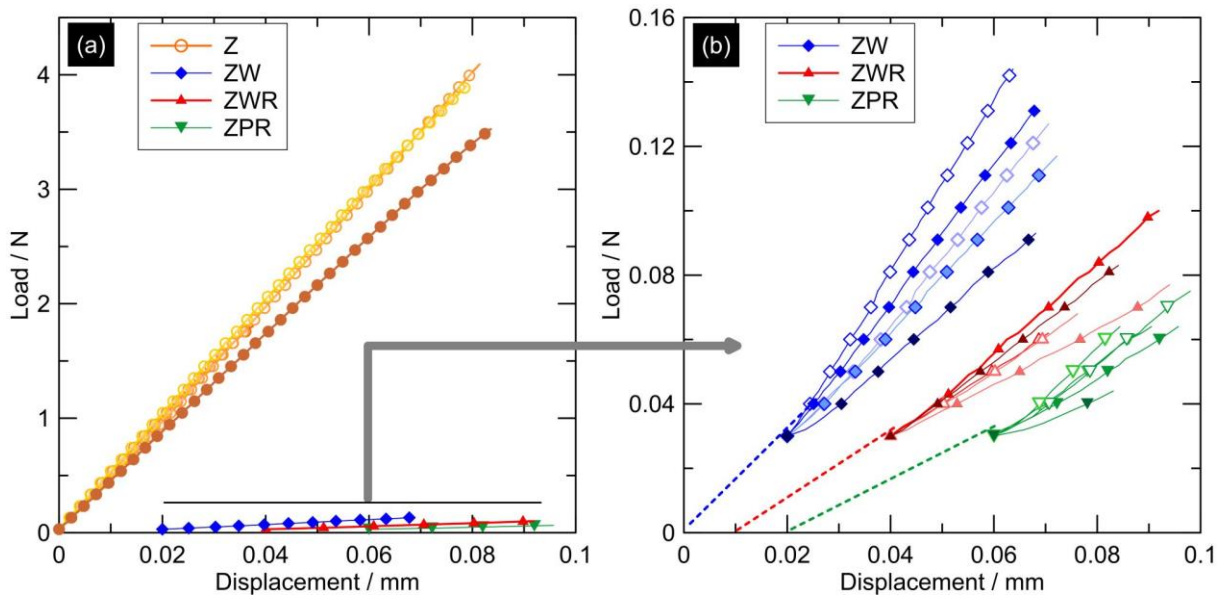 (a)
Z
ZW
ZWR
ZPR
4
3
2
1
0
Load / N
0
0.02
0.04
0.06
0.08
0.1
Displacement / mm
(b)
ZW
ZWR
ZPR
0.16
0.12
0.08
0.04
0
Load / N
0
0.02
0.04
0.06
0.08
0.1
Displacement / mm